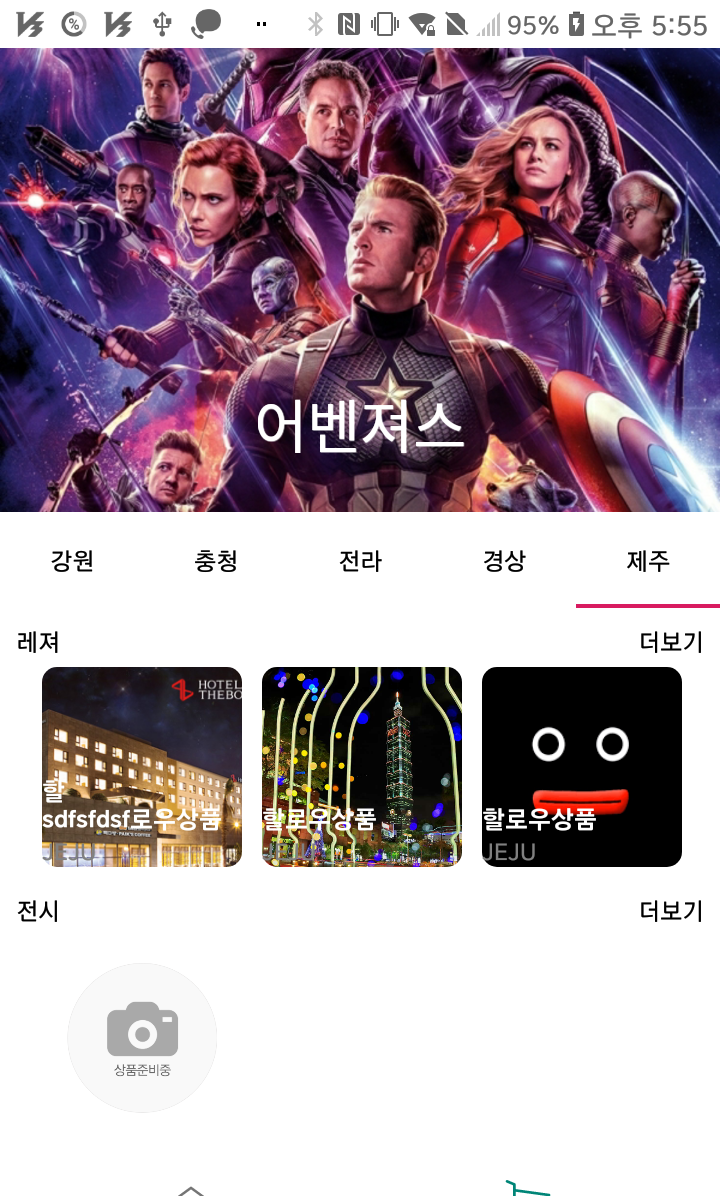 95% 오후 5:55
어벤져스
강원 충청 전라 경상 제주
레져 더보기
HOTEL
THEBO
할
sdfsfdsf로우상품
JEJU
할로우상품
할로우상품
JEJU
전시 더보기
상품준비중